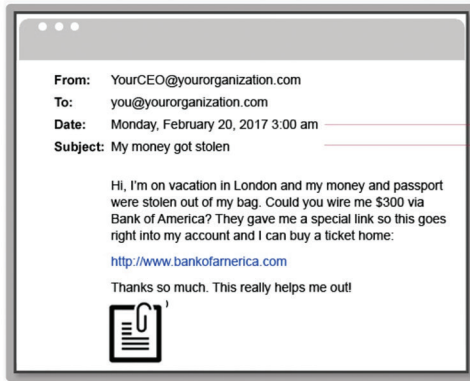 From: YourCEO@yourorganization.com
To: you@yourorganization.com
Date: Monday, February 20, 2017 3:00 am
Subject: My money got stolen
Hi, I'm on vacation in London and my money and passport
were stolen out of my bag. Could you wire me $300 via
Bank of America? They gave me a special link so this goes
right into my account and I can buy a ticket home:
http://www.bankofarnerica.com
Thanks so much. This really helps me out!